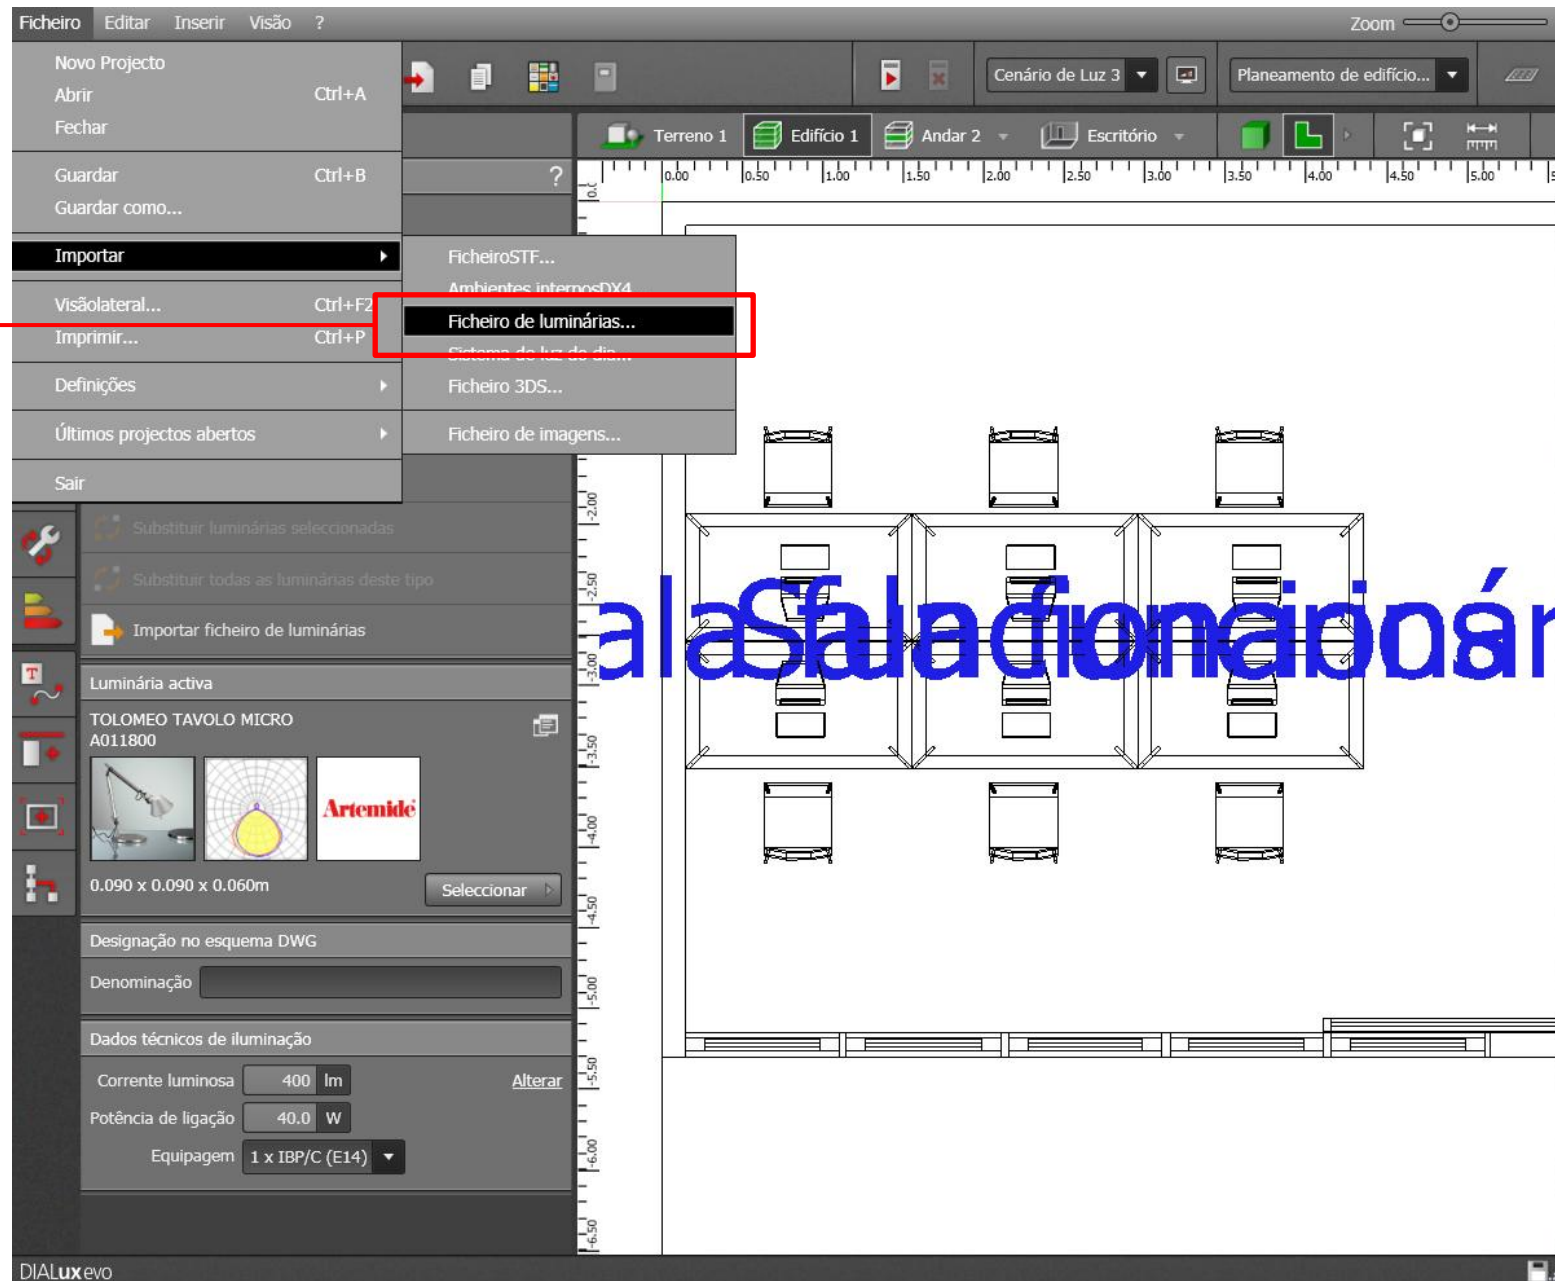 Ficheiro Editar Inserir Visão ? Zoom
Novo Projecto
Abrir Ctrl+A
Fechar
Guardar Ctrl+B
Guardar como...
Importar
Visãolateral... Ctrl+F2
Imprimir... Ctrl+P
Definições
Últimos projectos abertos
Sair
FicheiroSTF...
Ambientes internosDX4...
Ficheiro de luminárias...
Sistema de luz do dia...
Ficheiro 3DS...
Ficheiro de imagens...
Cenário de Luz 3 Planeamento de edifício...
Terreno 1 Edifício 1 Andar 2 Escritório
?
0.00 0.50 1.00 1.50 2.00 2.50 3.00 3.50 4.00 4.50 5.00
-2.00
-2.50
-3.00
-3.50
-4.00
-4.50
-5.00
-5.50
-6.00
-6.50
Substituir luminárias seleccionadas
Substituir todas as luminárias deste tipo
Importar ficheiro de luminárias
Luminária activa
TOLOMEO TAVOLO MICRO
A011800
Artemide
0.090 x 0.090 x 0.060m Seleccionar
Designação no esquema DWG
Denominação
Dados técnicos de iluminação
Corrente luminosa 400 lm Alterar
Potência de ligação 40.0 W
Equipagem 1 x IBP/C (E14)
DIALux evo